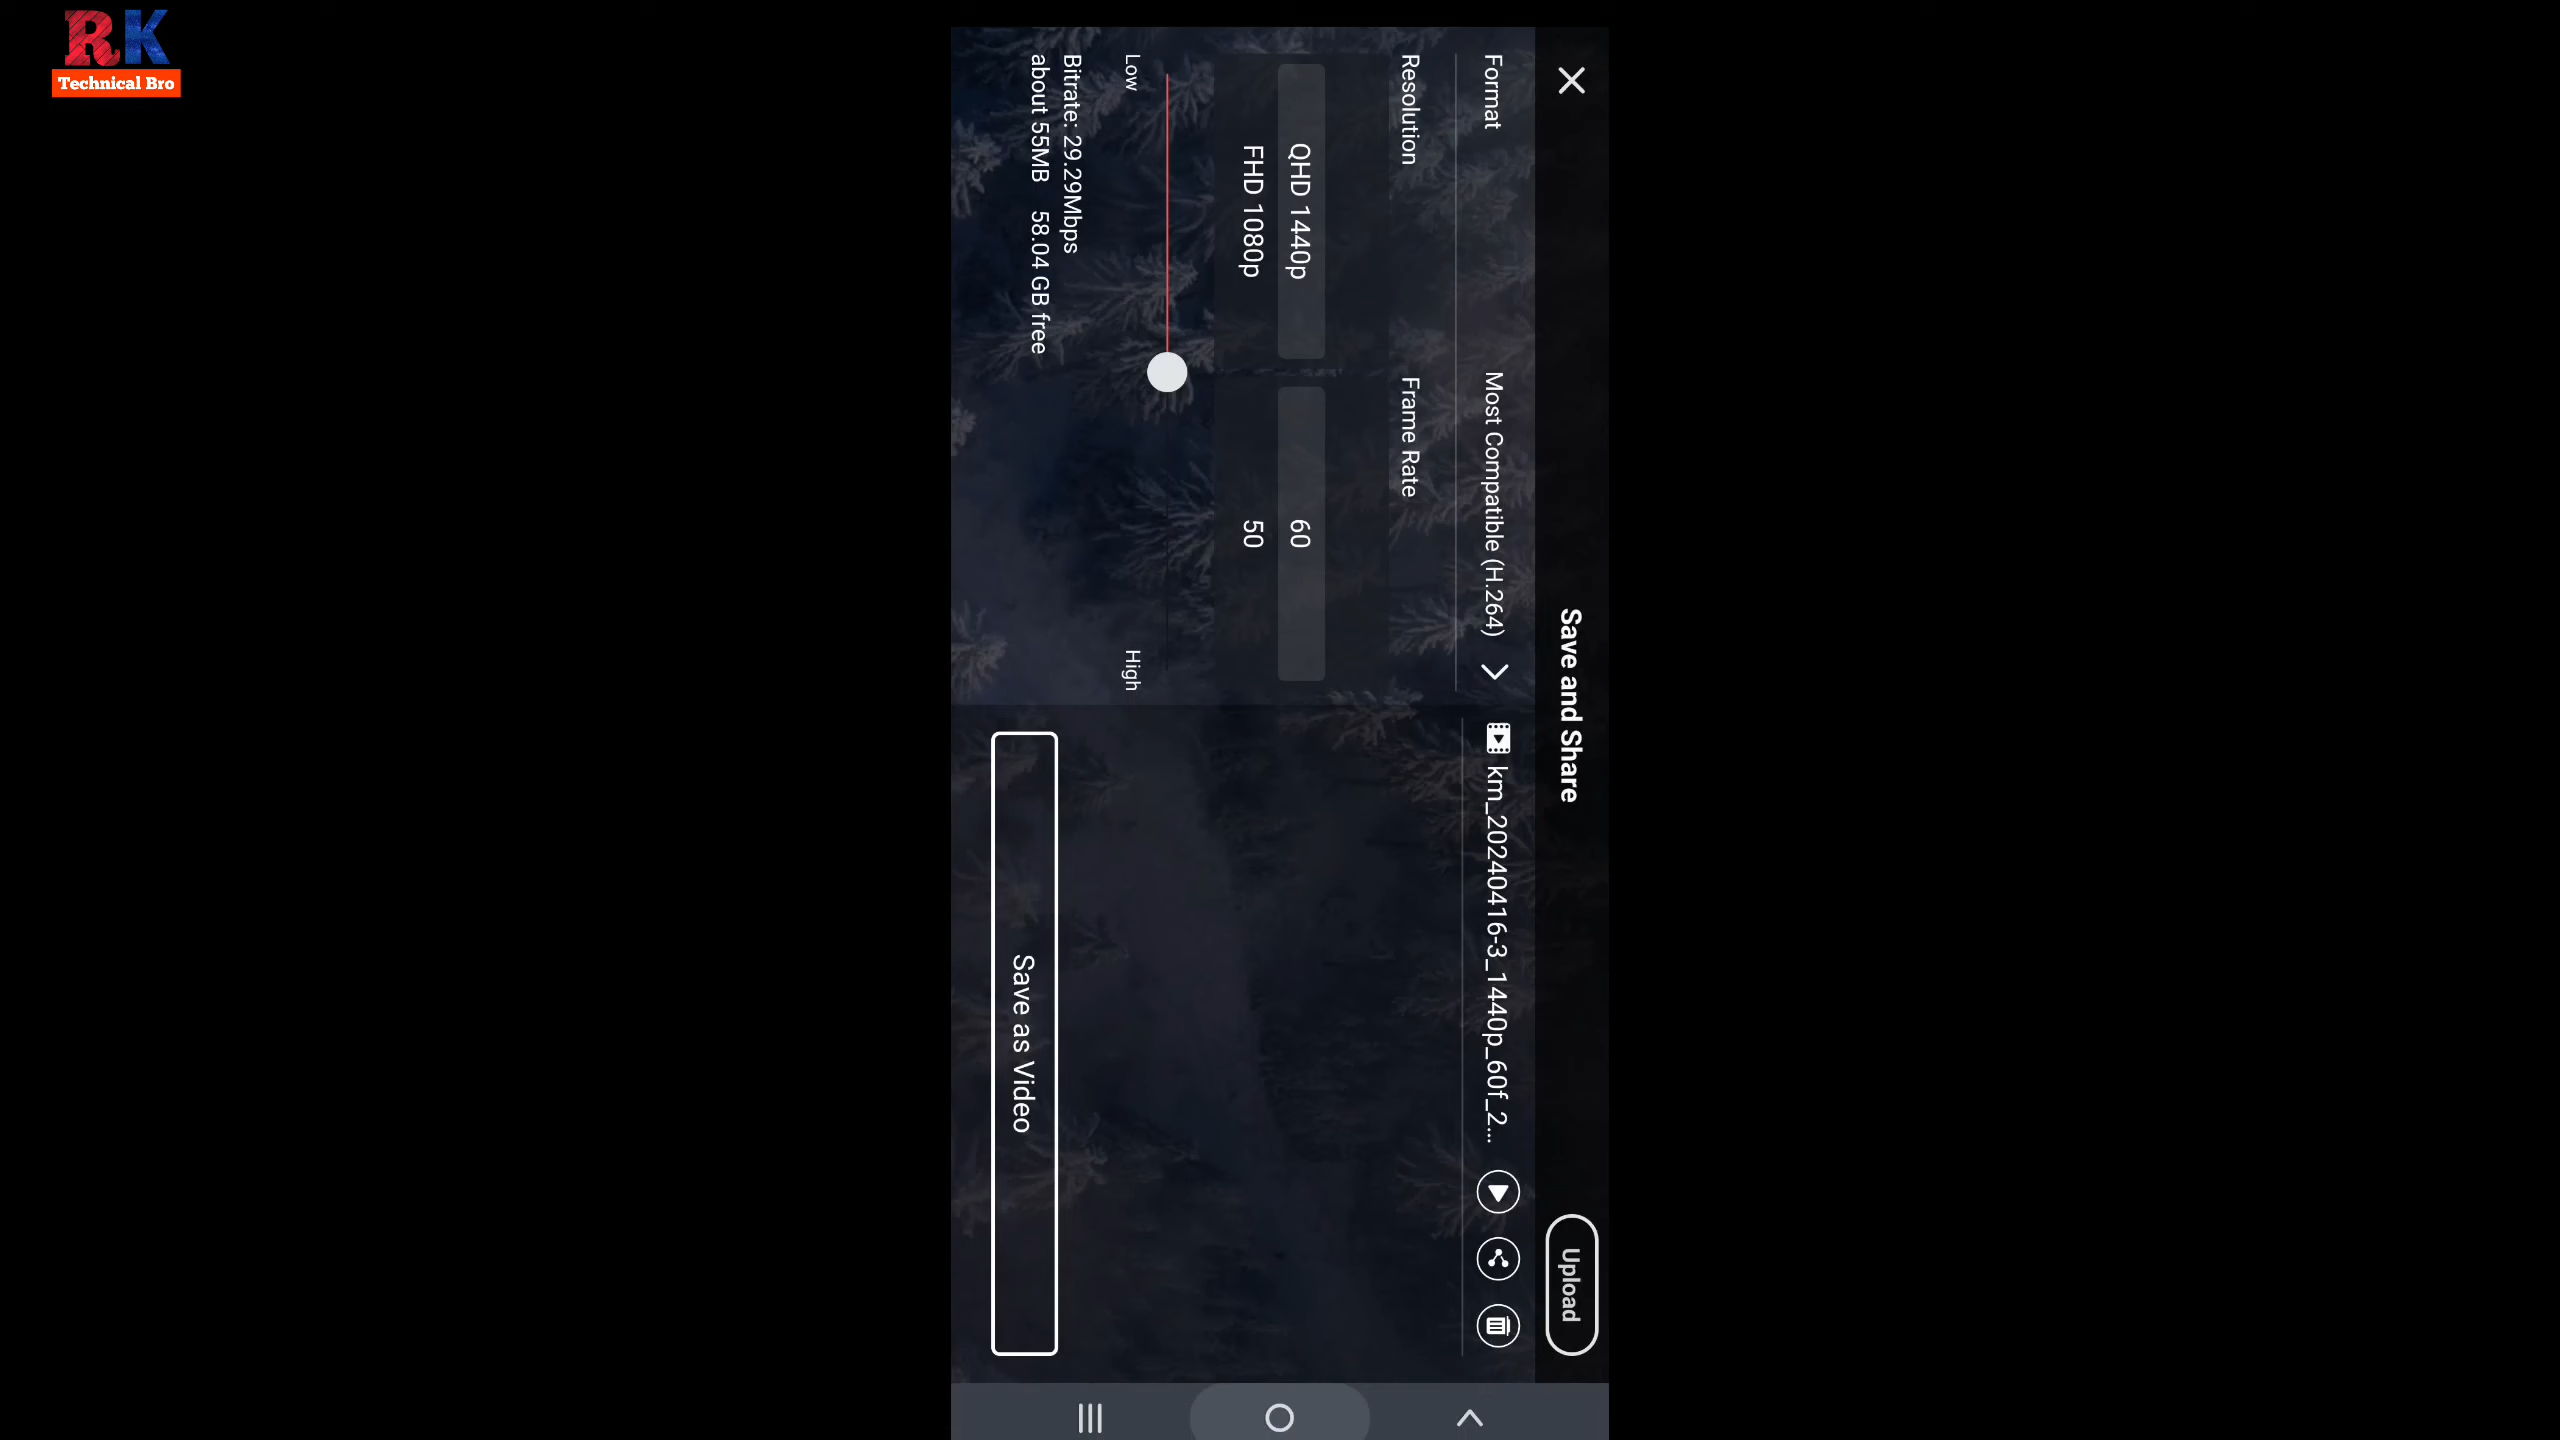 RK
Technical Bro
Save and Share
Upload
Format
Most Compatible (H.264)
Resolution
Frame Rate
QHD 1440p
60
FHD 1080p
50
Low
High
Bitrate: 29.29Mbps
about 55MB 58.04 GB free
km_20240416-3_1440p_60f_2...
Save as Video